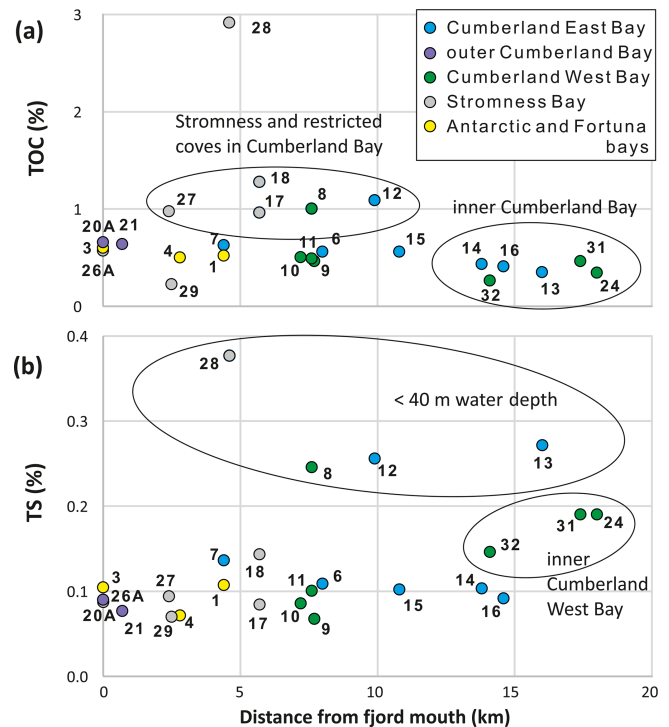 (a)
TOC (%)
3
2
1
0
Cumberland East Bay
outer Cumberland Bay
Cumberland West Bay
Stromness Bay
Antarctic and Fortuna
bays
28
Stromness and restricted
coves in Cumberland Bay
18
27
17
8
12
inner Cumberland Bay
20A 21
3
26A
4
7
1
29
11
6
10
9
15
14
16
31
32
13
24
(b)
TS (%)
0.4
0.3
0.2
0.1
0.0
28
< 40 m water depth
8
12
13
31
24
32
inner
Cumberland
West Bay
3
26A
20A
21
27
29
4
7
1
18
17
11
6
10
9
15
14
16
0
5
10
15
20
Distance from fjord mouth (km)